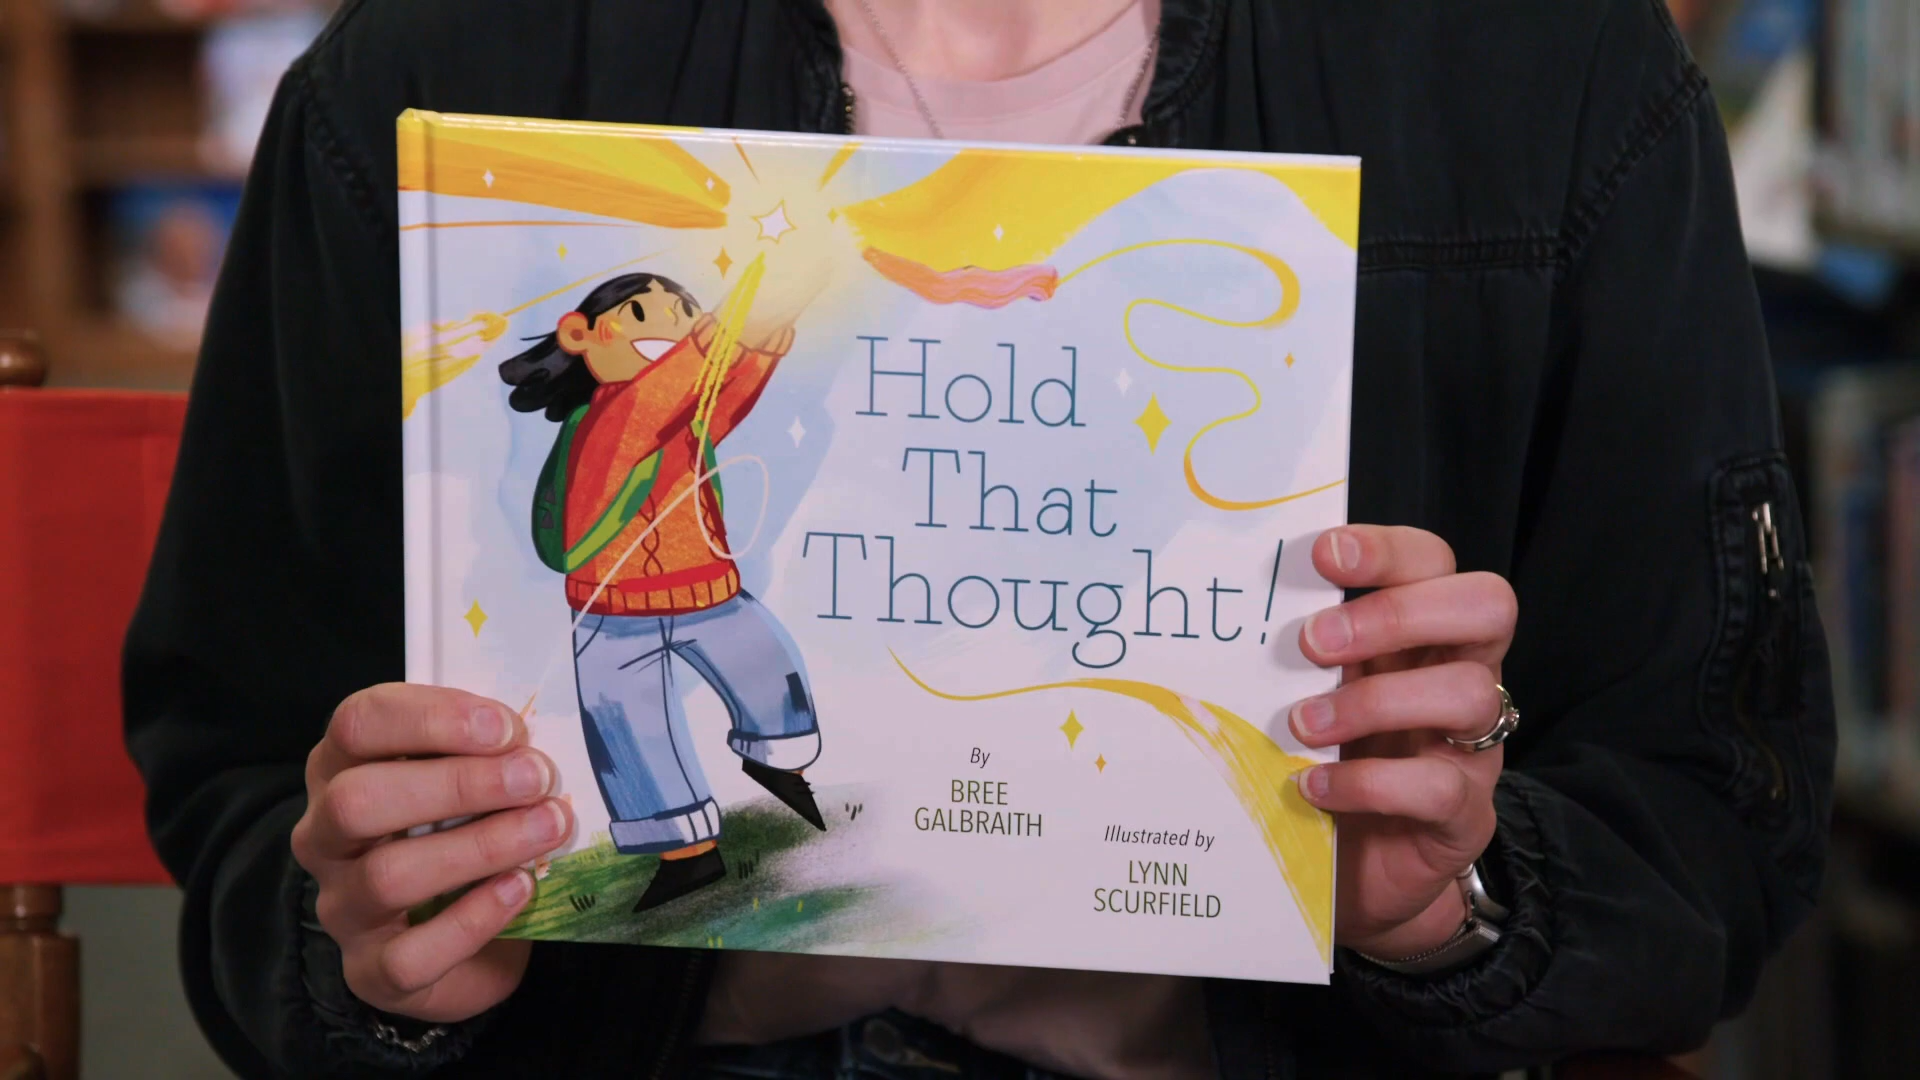 Hold
That
Thought!
By
BREE
GALBRAITH
Illustrated by
LYNN
SCURFIELD